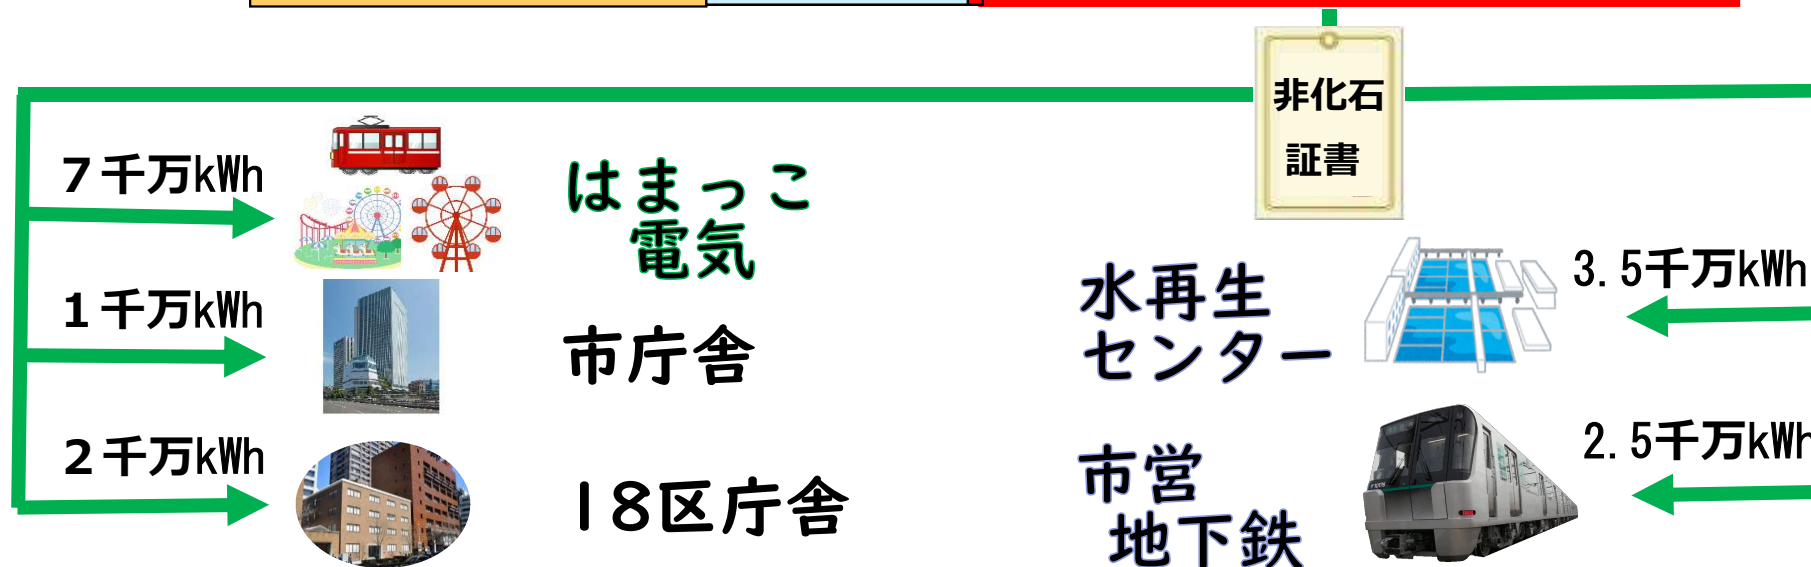 非化石
証書
７千万kWh
はまっこ
電気
１千万kWh
市庁舎
２千万kWh
18区庁舎
水再生
センター
3.5千万kWh
市営
地下鉄
2.5千万kWh